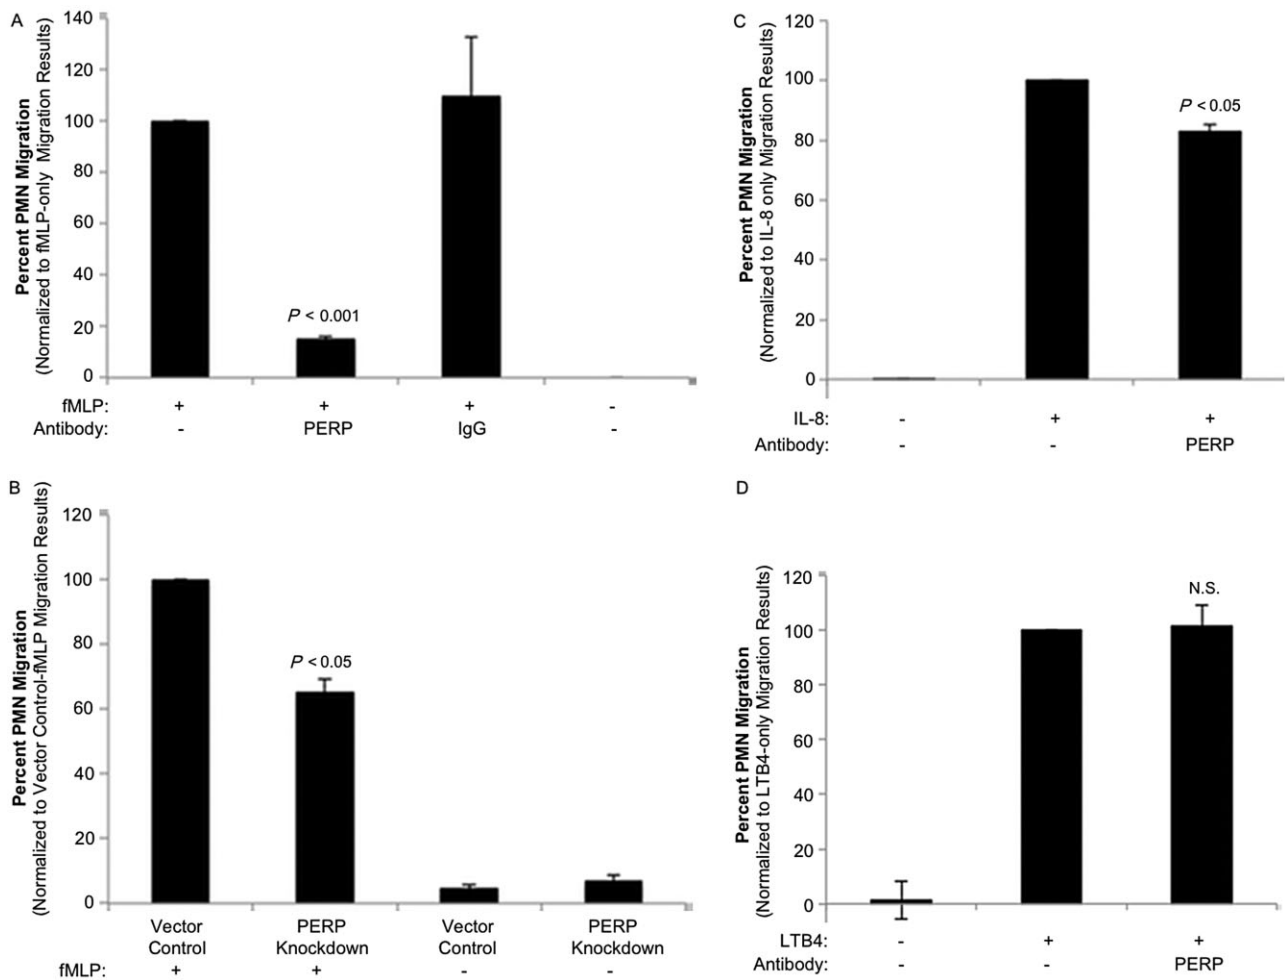 A
Percent PMN Migration
(Normalized to fMLP-only Migration Results)
140
120
100
80
60
40
20
0
P < 0.001
fMLP: + + + -
Antibody: - PERP IgG -
B
Percent PMN Migration
(Normalized to Vector Control-fMLP Migration Results)
120
100
80
60
40
20
0
P < 0.05
Vector PERP Vector PERP
Control Knockdown Control Knockdown
fMLP: + + - -
C
Percent PMN Migration
(Normalized to IL-8 only Migration Results)
120
100
80
60
40
20
0
P < 0.05
IL-8: - + +
Antibody: - - PERP
D
Percent PMN Migration
(Normalized to LTB4-only Migration Results)
120
100
80
60
40
20
0
N.S.
LTB4: - + +
Antibody: - - PERP